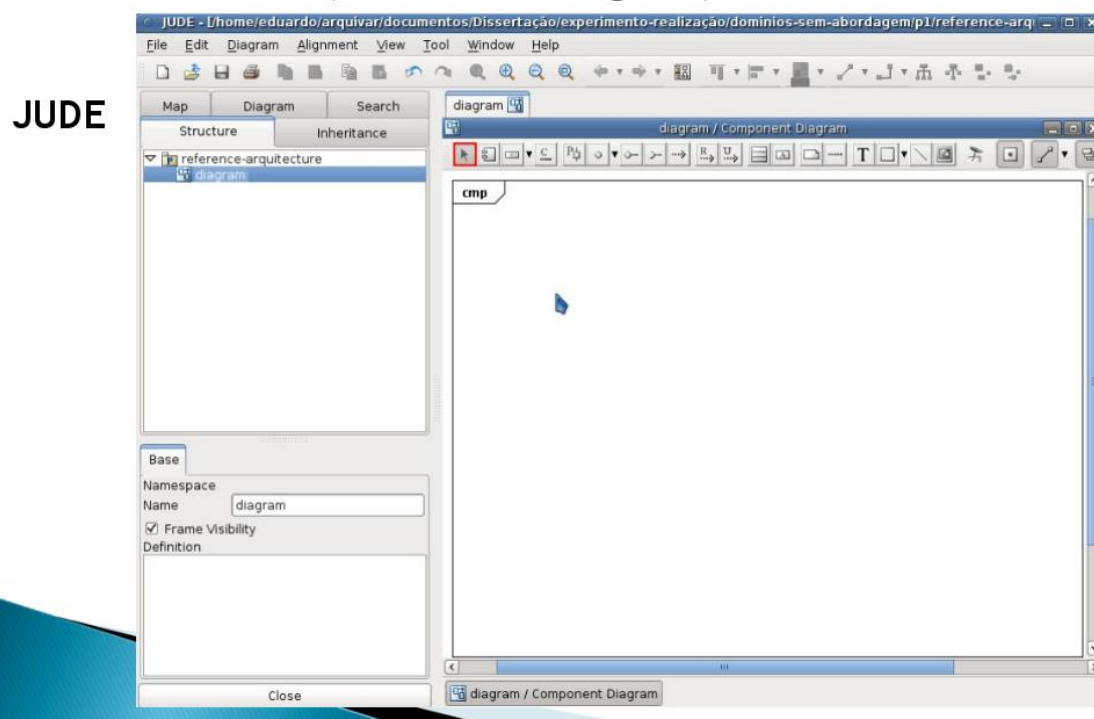 JUDE - [/home/eduardo/arquivar/documentos/Dissertação/experimento-realização/dominios-sem-abordagem/p1/reference-arq
File Edit Diagram Alignment View Tool Window Help
JUDE
Map Diagram Search
Structure Inheritance
reference-arquitecture
diagram
Base
Namespace
Name diagram
Frame Visibility
Definition
Close
diagram
diagram / Component Diagram
T
cmp
diagram / Component Diagram